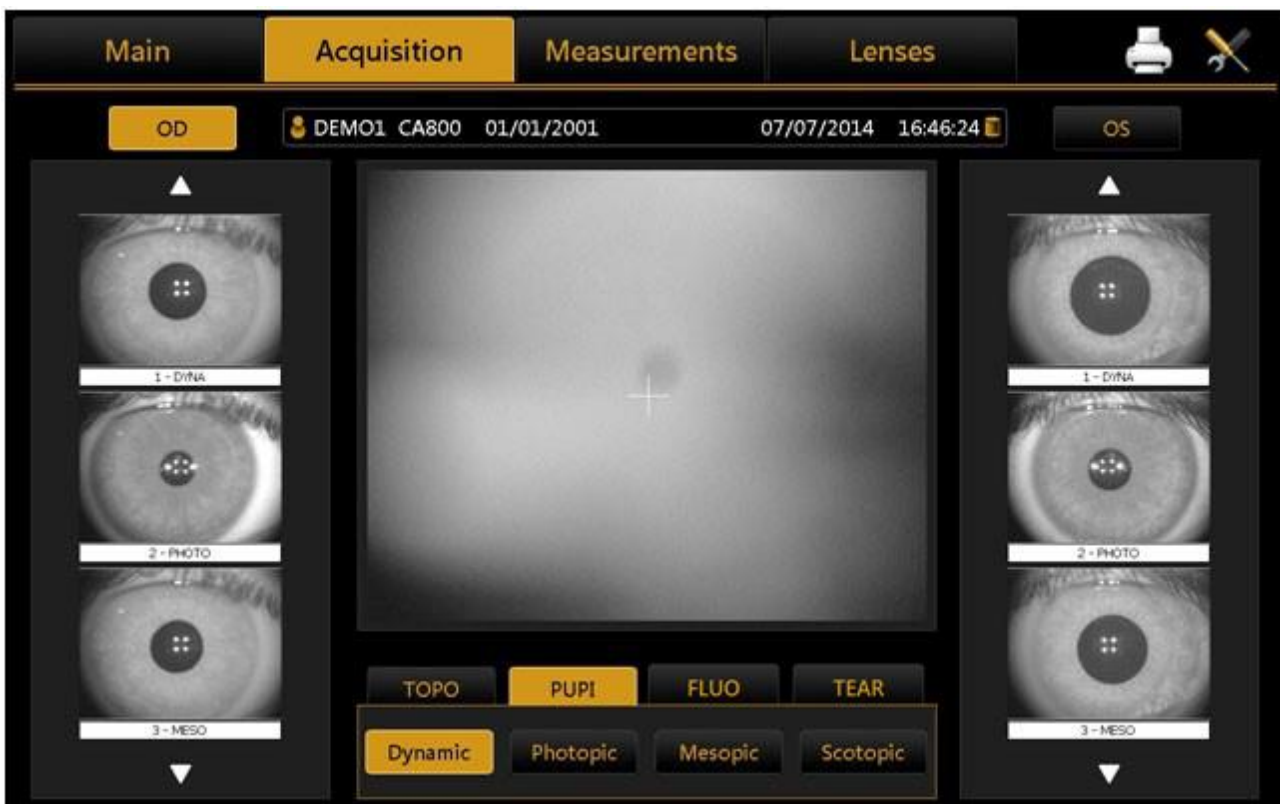 Main Acquisition Measurements Lenses
OD DEMO1 CA800 01/01/2001 07/07/2014 16:46:24 OS
1 - DYNA
2 - PHOTO
3 - MESO
1 - DYNA
2 - PHOTO
3 - MESO
TOPO PUPI FLUO TEAR
Dynamic Photopic Mesopic Scotopic